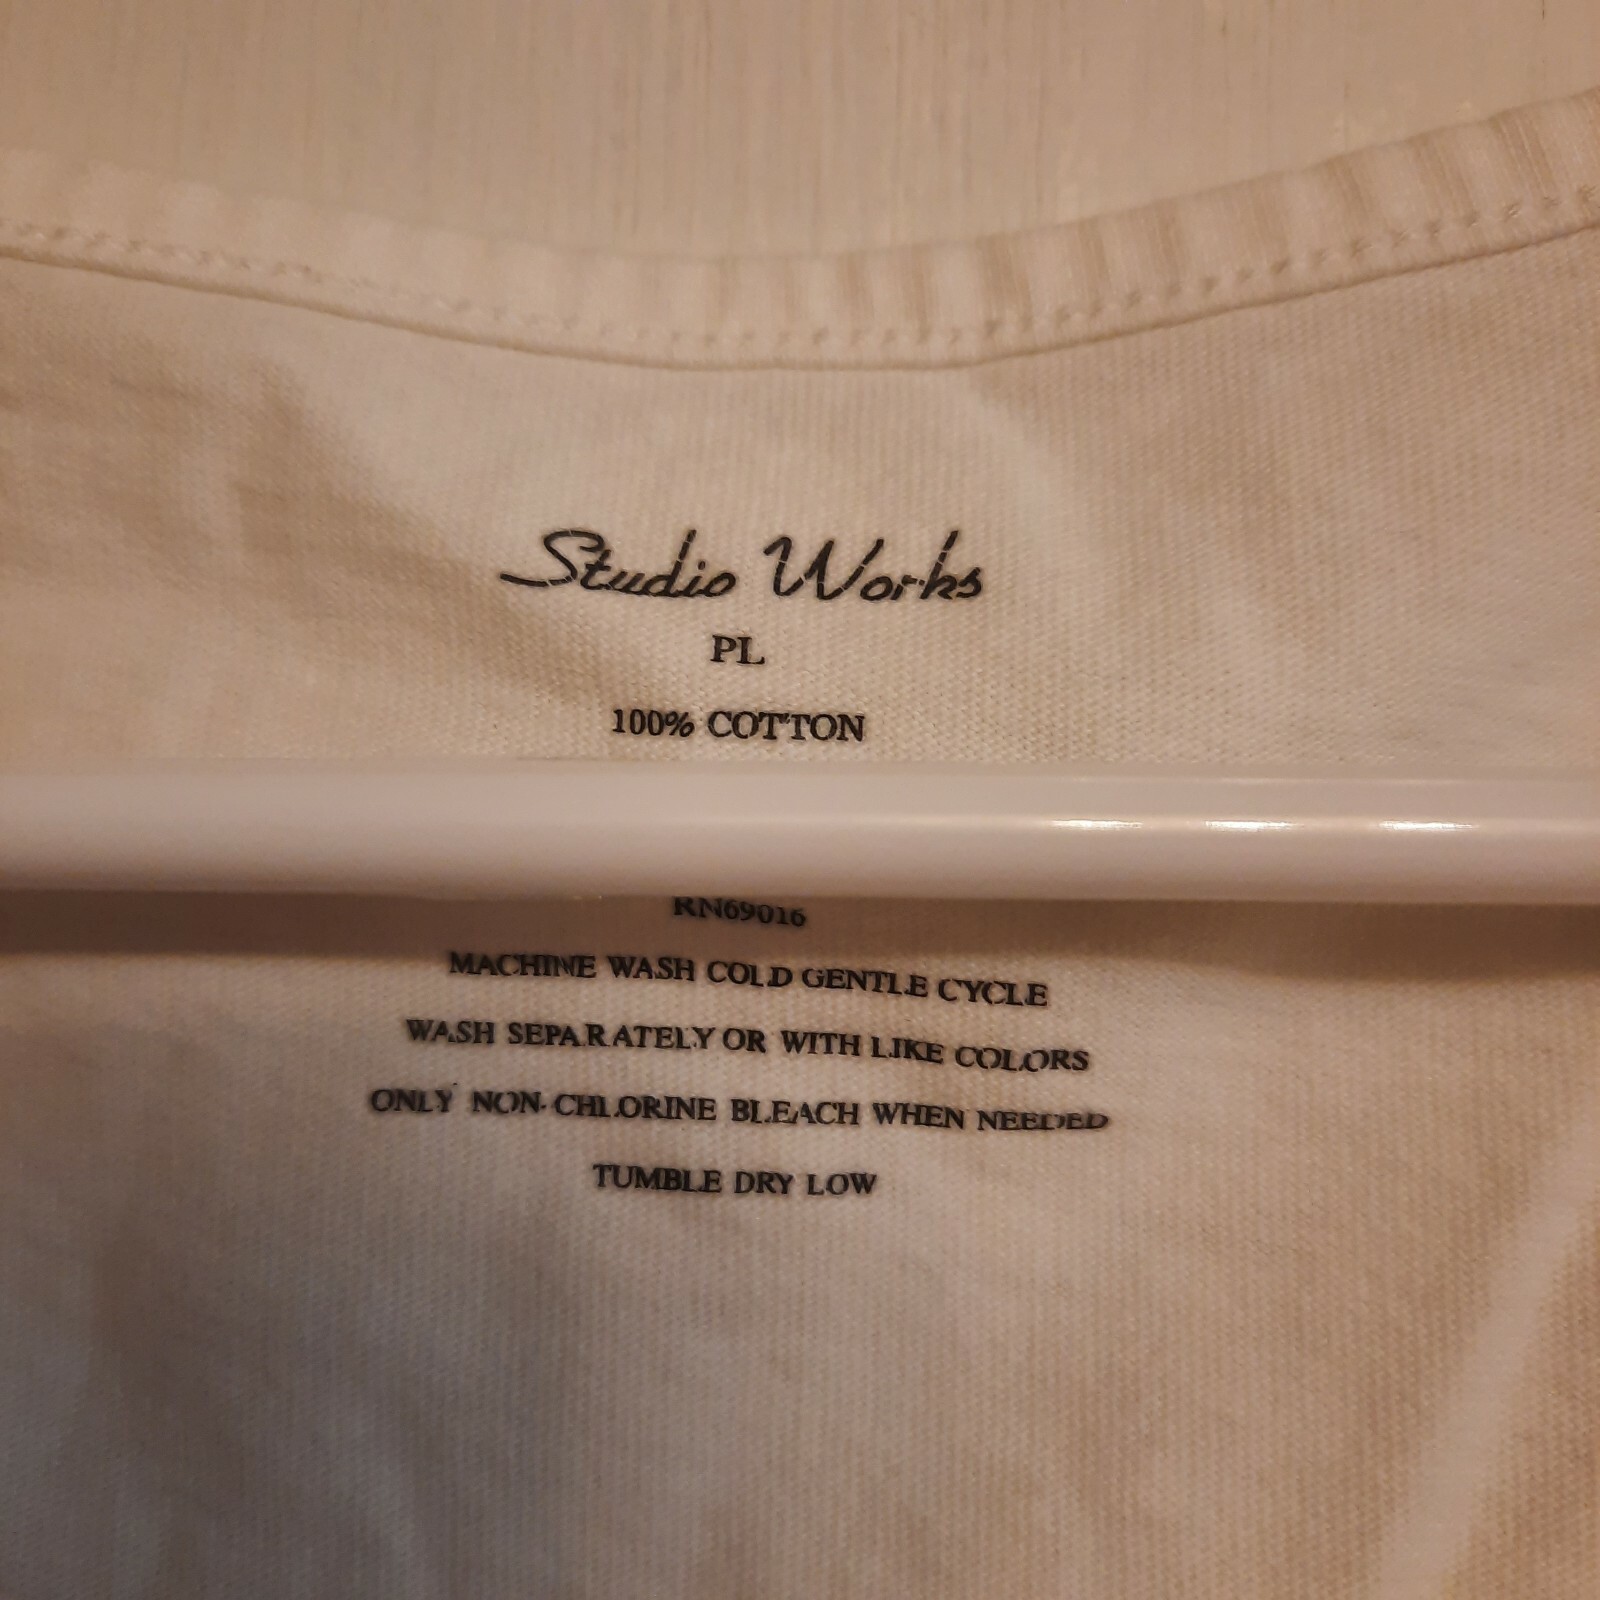 Studio Works
PL
100% COTTON
RN69016
MACHINE WASH COLD GENTLE CYCLE
WASH SEPARATELY OR WITH LIKE COLORS
ONLY NON-CHLORINE BLEACH WHEN NEEDED
TUMBLE DRY LOW